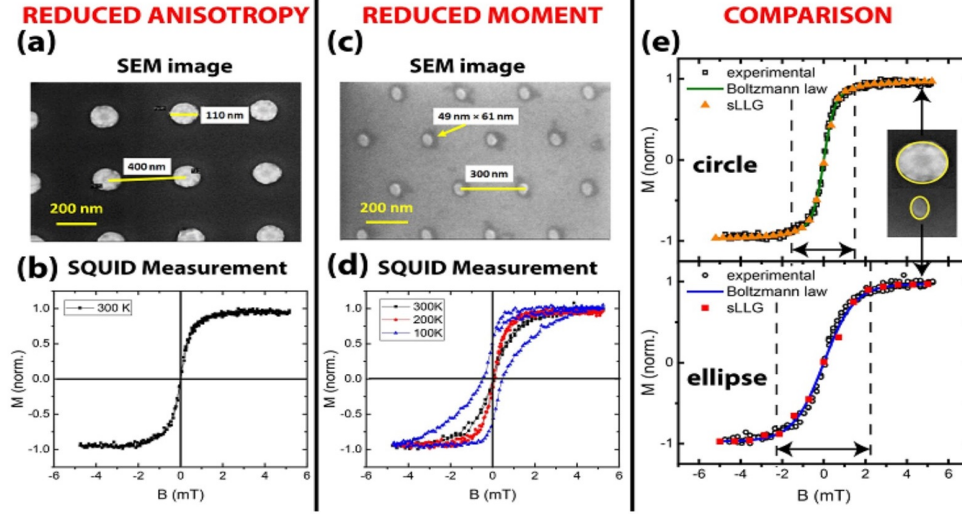 REDUCED ANISOTROPY
(a)
SEM image
110 nm
400 nm
200 nm
(b)
SQUID Measurement
300 K
M (norm.)
1.0
0.5
0.0
-0.5
-1.0
-6 -4 -2 0 2 4 6
B (mT)
REDUCED MOMENT
(c)
SEM image
49 nm × 61 nm
300 nm
200 nm
(d)
SQUID Measurement
300K
200K
100K
M (norm.)
1.0
0.5
0.0
-0.5
-1.0
-6 -4 -2 0 2 4 6
B (mT)
COMPARISON
(e)
experimental
Boltzmann law
sLLG
circle
M (norm.)
1
0
-1
experimental
Boltzmann law
sLLG
ellipse
M (norm.)
1
0
-1
-6 -4 -2 0 2 4 6
B (mT)